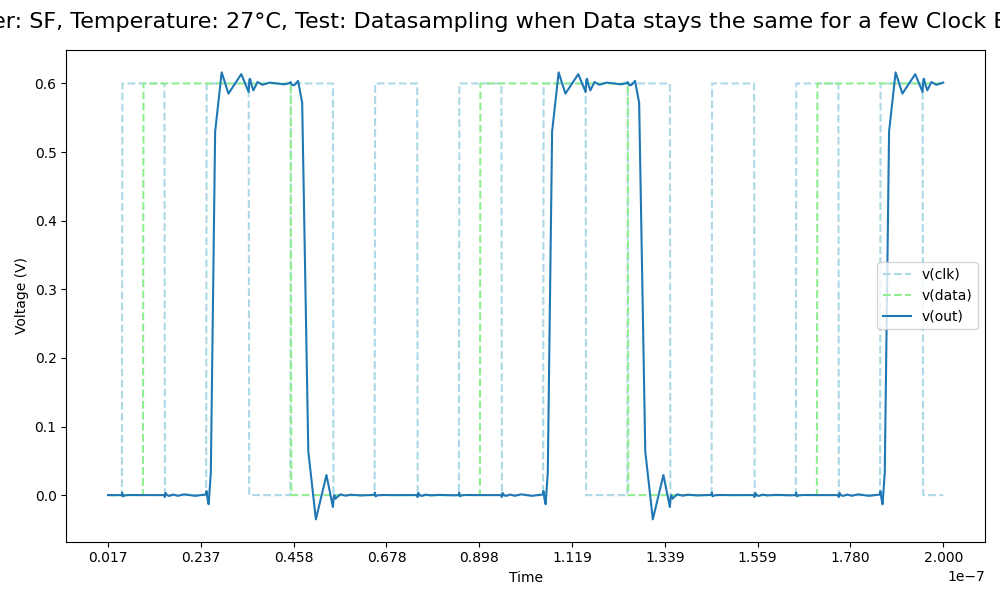 er: SF, Temperature: 27°C, Test: Datasampling when Data stays the same for a few Clock E
Voltage (V)
0.6
0.5
0.4
0.3
0.2
0.1
0.0
v(clk)
v(data)
v(out)
0.017 0.237 0.458 0.678 0.898 1.119 1.339 1.559 1.780 2.000
1e−7
Time